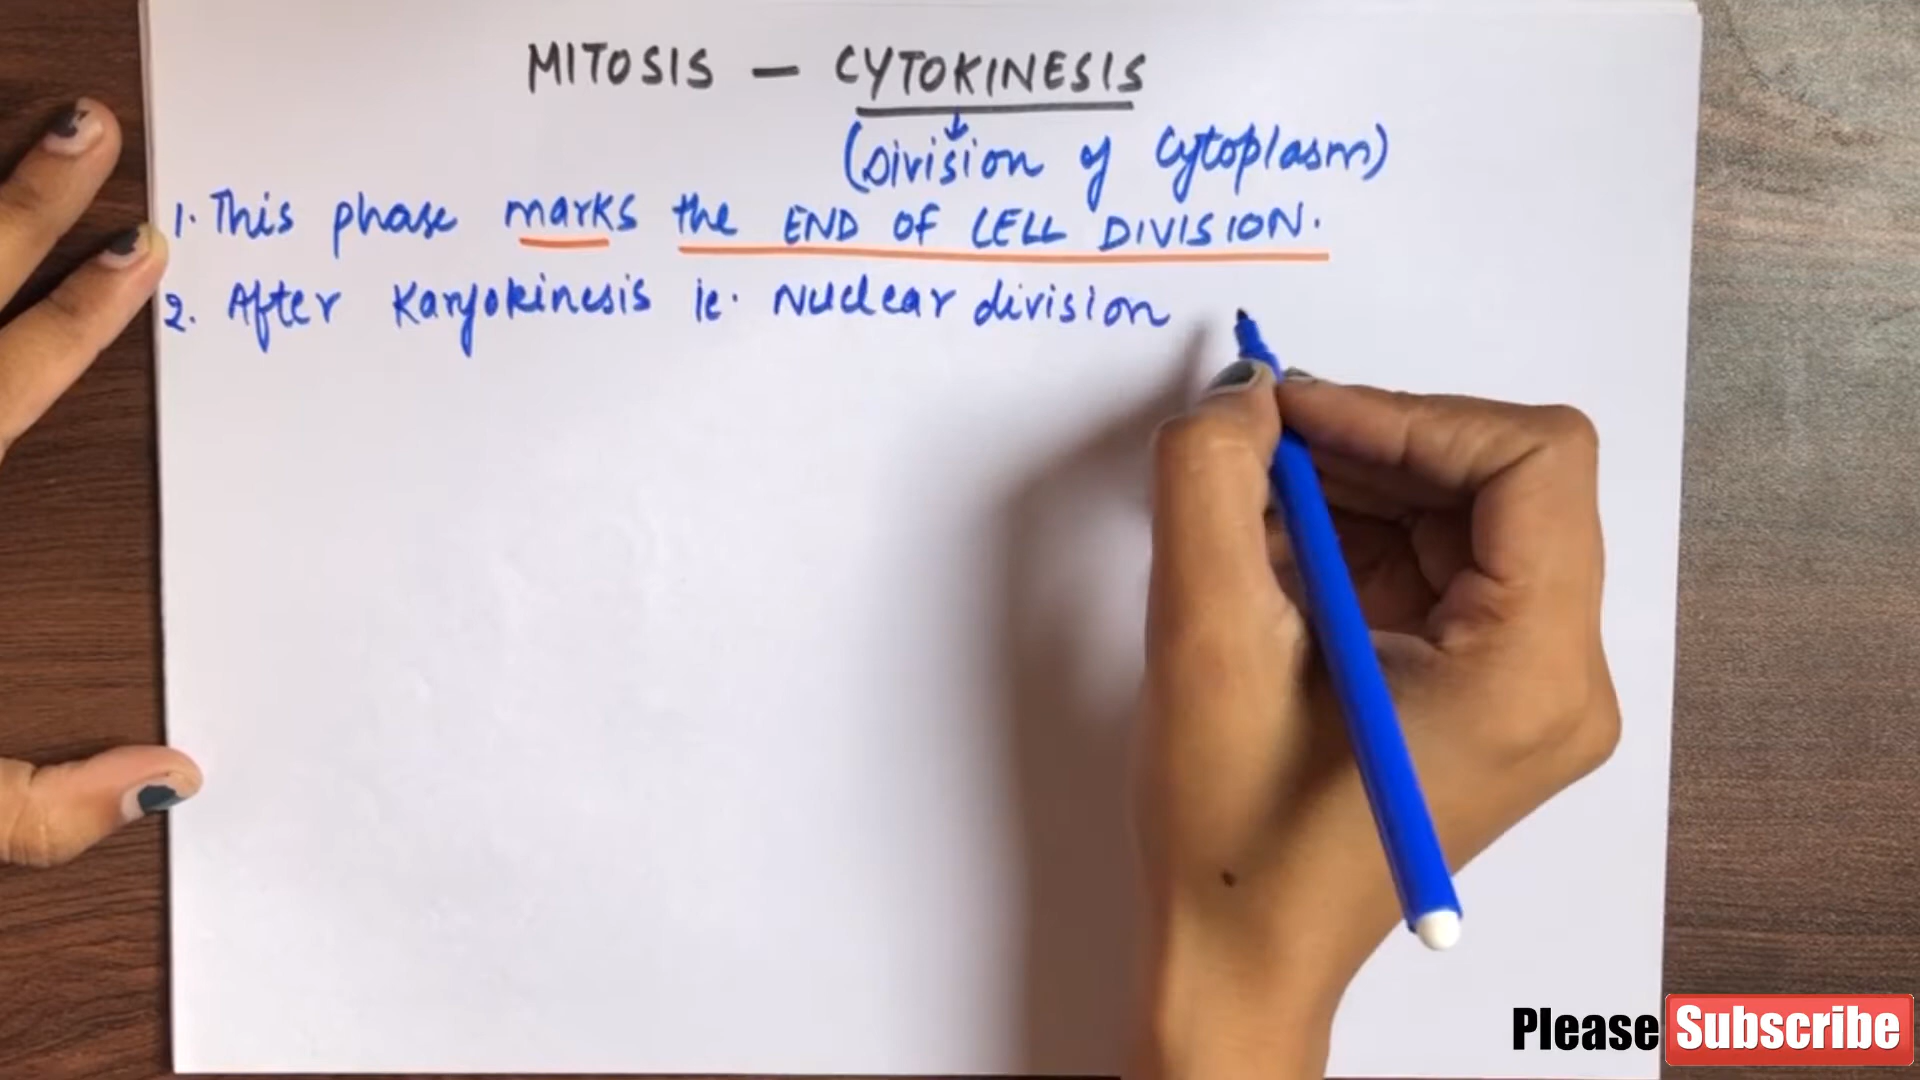 MITOSIS — CYTOKINESIS
(Division of Cytoplasm)
1. This phase marks the END OF CELL DIVISION.
2. After Karyokinesis ie. Nuclear division
Please Subscribe